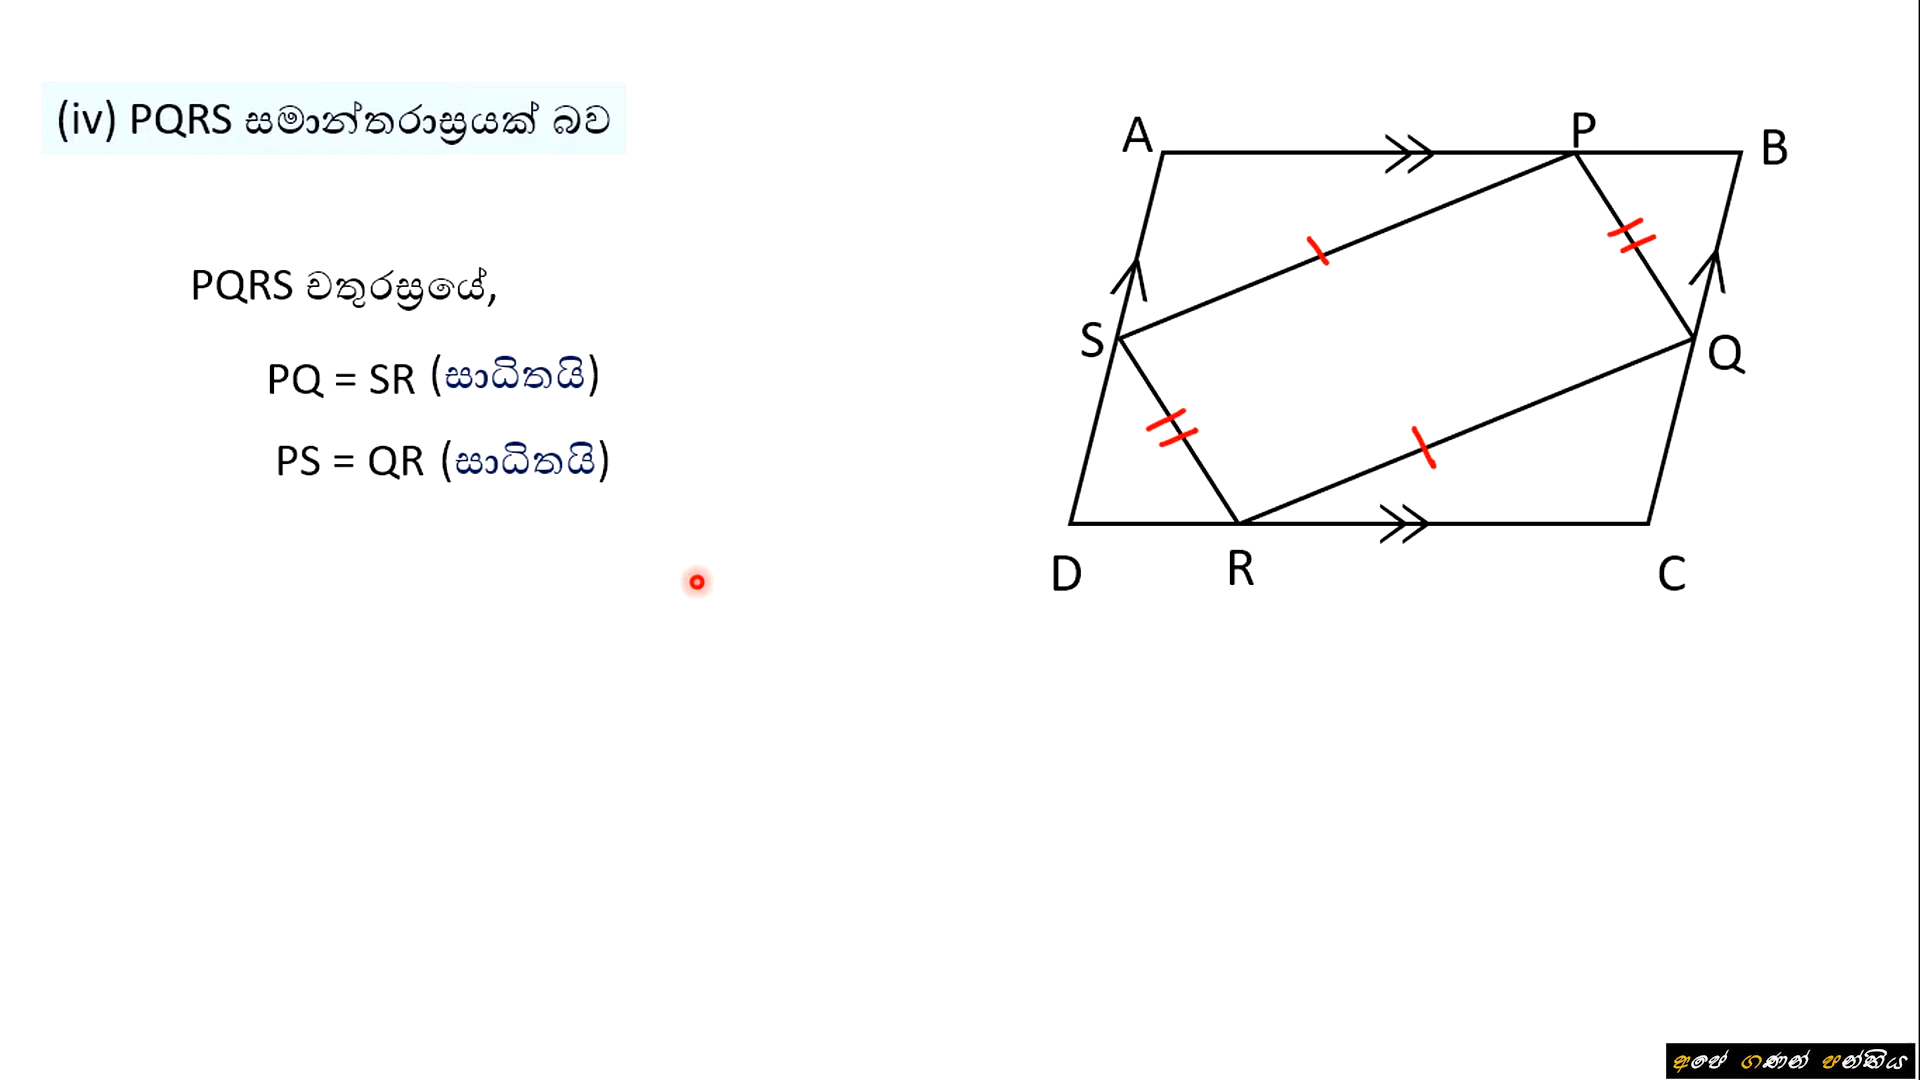 (iv) PQRS සමාන්තරාස්‍රයක් බව
PQRS චතුරස්‍රයේ,
PQ = SR (සාධිතයි)
PS = QR (සාධිතයි)
A
P
B
S
Q
D
R
C
අපේ ගණන් පන්තිය